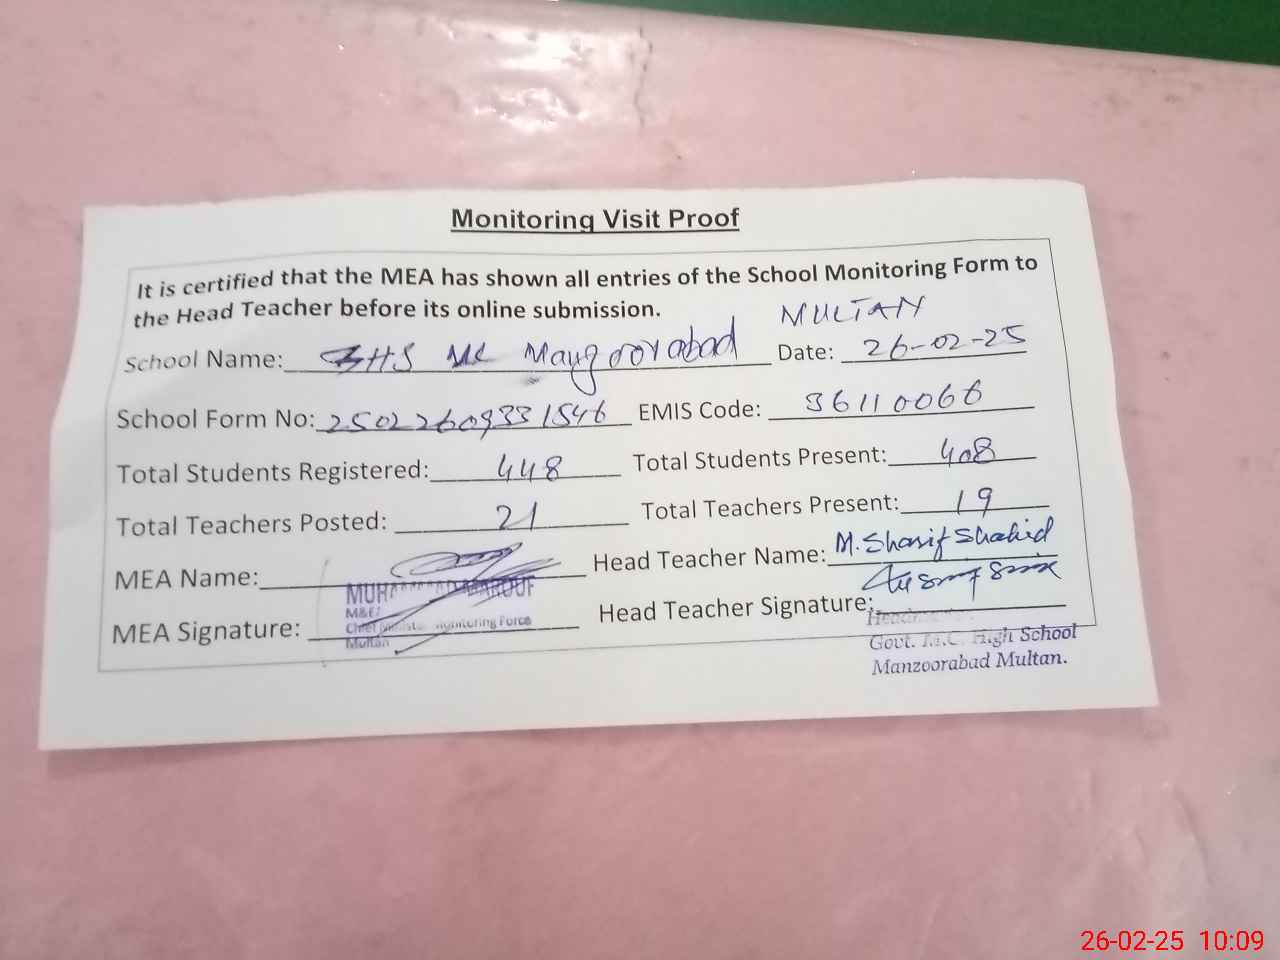 Monitoring Visit Proof
It is certified that the MEA has shown all entries of the School Monitoring Form to
the Head Teacher before its online submission.
MULTAN
School Name: GHS MC Manzoorabad Date: 26-02-25
School Form No: 25022609331546 EMIS Code: 36110066
Total Students Registered: 448 Total Students Present: 408
Total Teachers Posted: 21 Total Teachers Present: 19
MEA Name: Head Teacher Name: M. Sharif Shahid
MEA Signature: Head Teacher Signature:
Chief Monitoring Force
Multan
Govt. M.C. High School
Manzoorabad Multan.
26-02-25 10:09